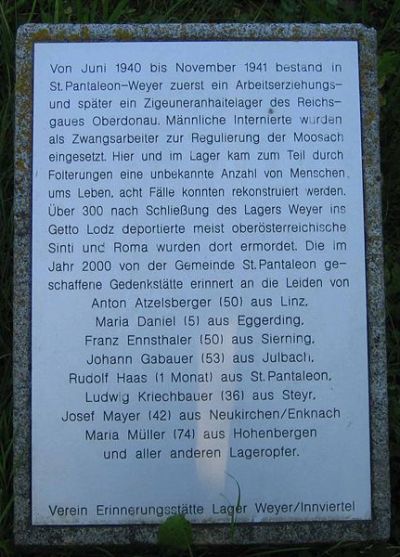 Von Juni 1940 bis November 1941 bestand in
St. Pantaleon-Weyer zuerst ein Arbeitserziehungs-
und später ein Zigeuneranhaitelager des Reichs-
gaues Oberdonau. Männliche Internierte wurden
als Zwangsarbeiter zur Regulierung der Moosach
eingesetzt. Hier und im Lager kam zum Teil durch
Folterungen eine unbekannte Anzahl von Menschen
ums Leben, acht Fälle konnten rekonstruiert werden.
Über 300 nach Schließung des Lagers Weyer ins
Getto Lodz deportierte meist oberösterreichische
Sinti und Roma wurden dort ermordet. Die im
Jahr 2000 von der Gemeinde St. Pantaleon ge-
schaffene Gedenkstätte erinnert an die Leiden von
Anton Atzelsberger (50) aus Linz,
Maria Daniel (5) aus Eggerding,
Franz Ennsthaler (50) aus Sierning,
Johann Gabauer (53) aus Julbach,
Rudolf Haas (1 Monat) aus St. Pantaleon,
Ludwig Kriechbauer (36) aus Steyr,
Josef Mayer (42) aus Neukirchen/Enknach
Maria Müller (74) aus Hohenbergen
und aller anderen Lageropfer.
Verein Erinnerungsstätte Lager Weyer/Innviertel